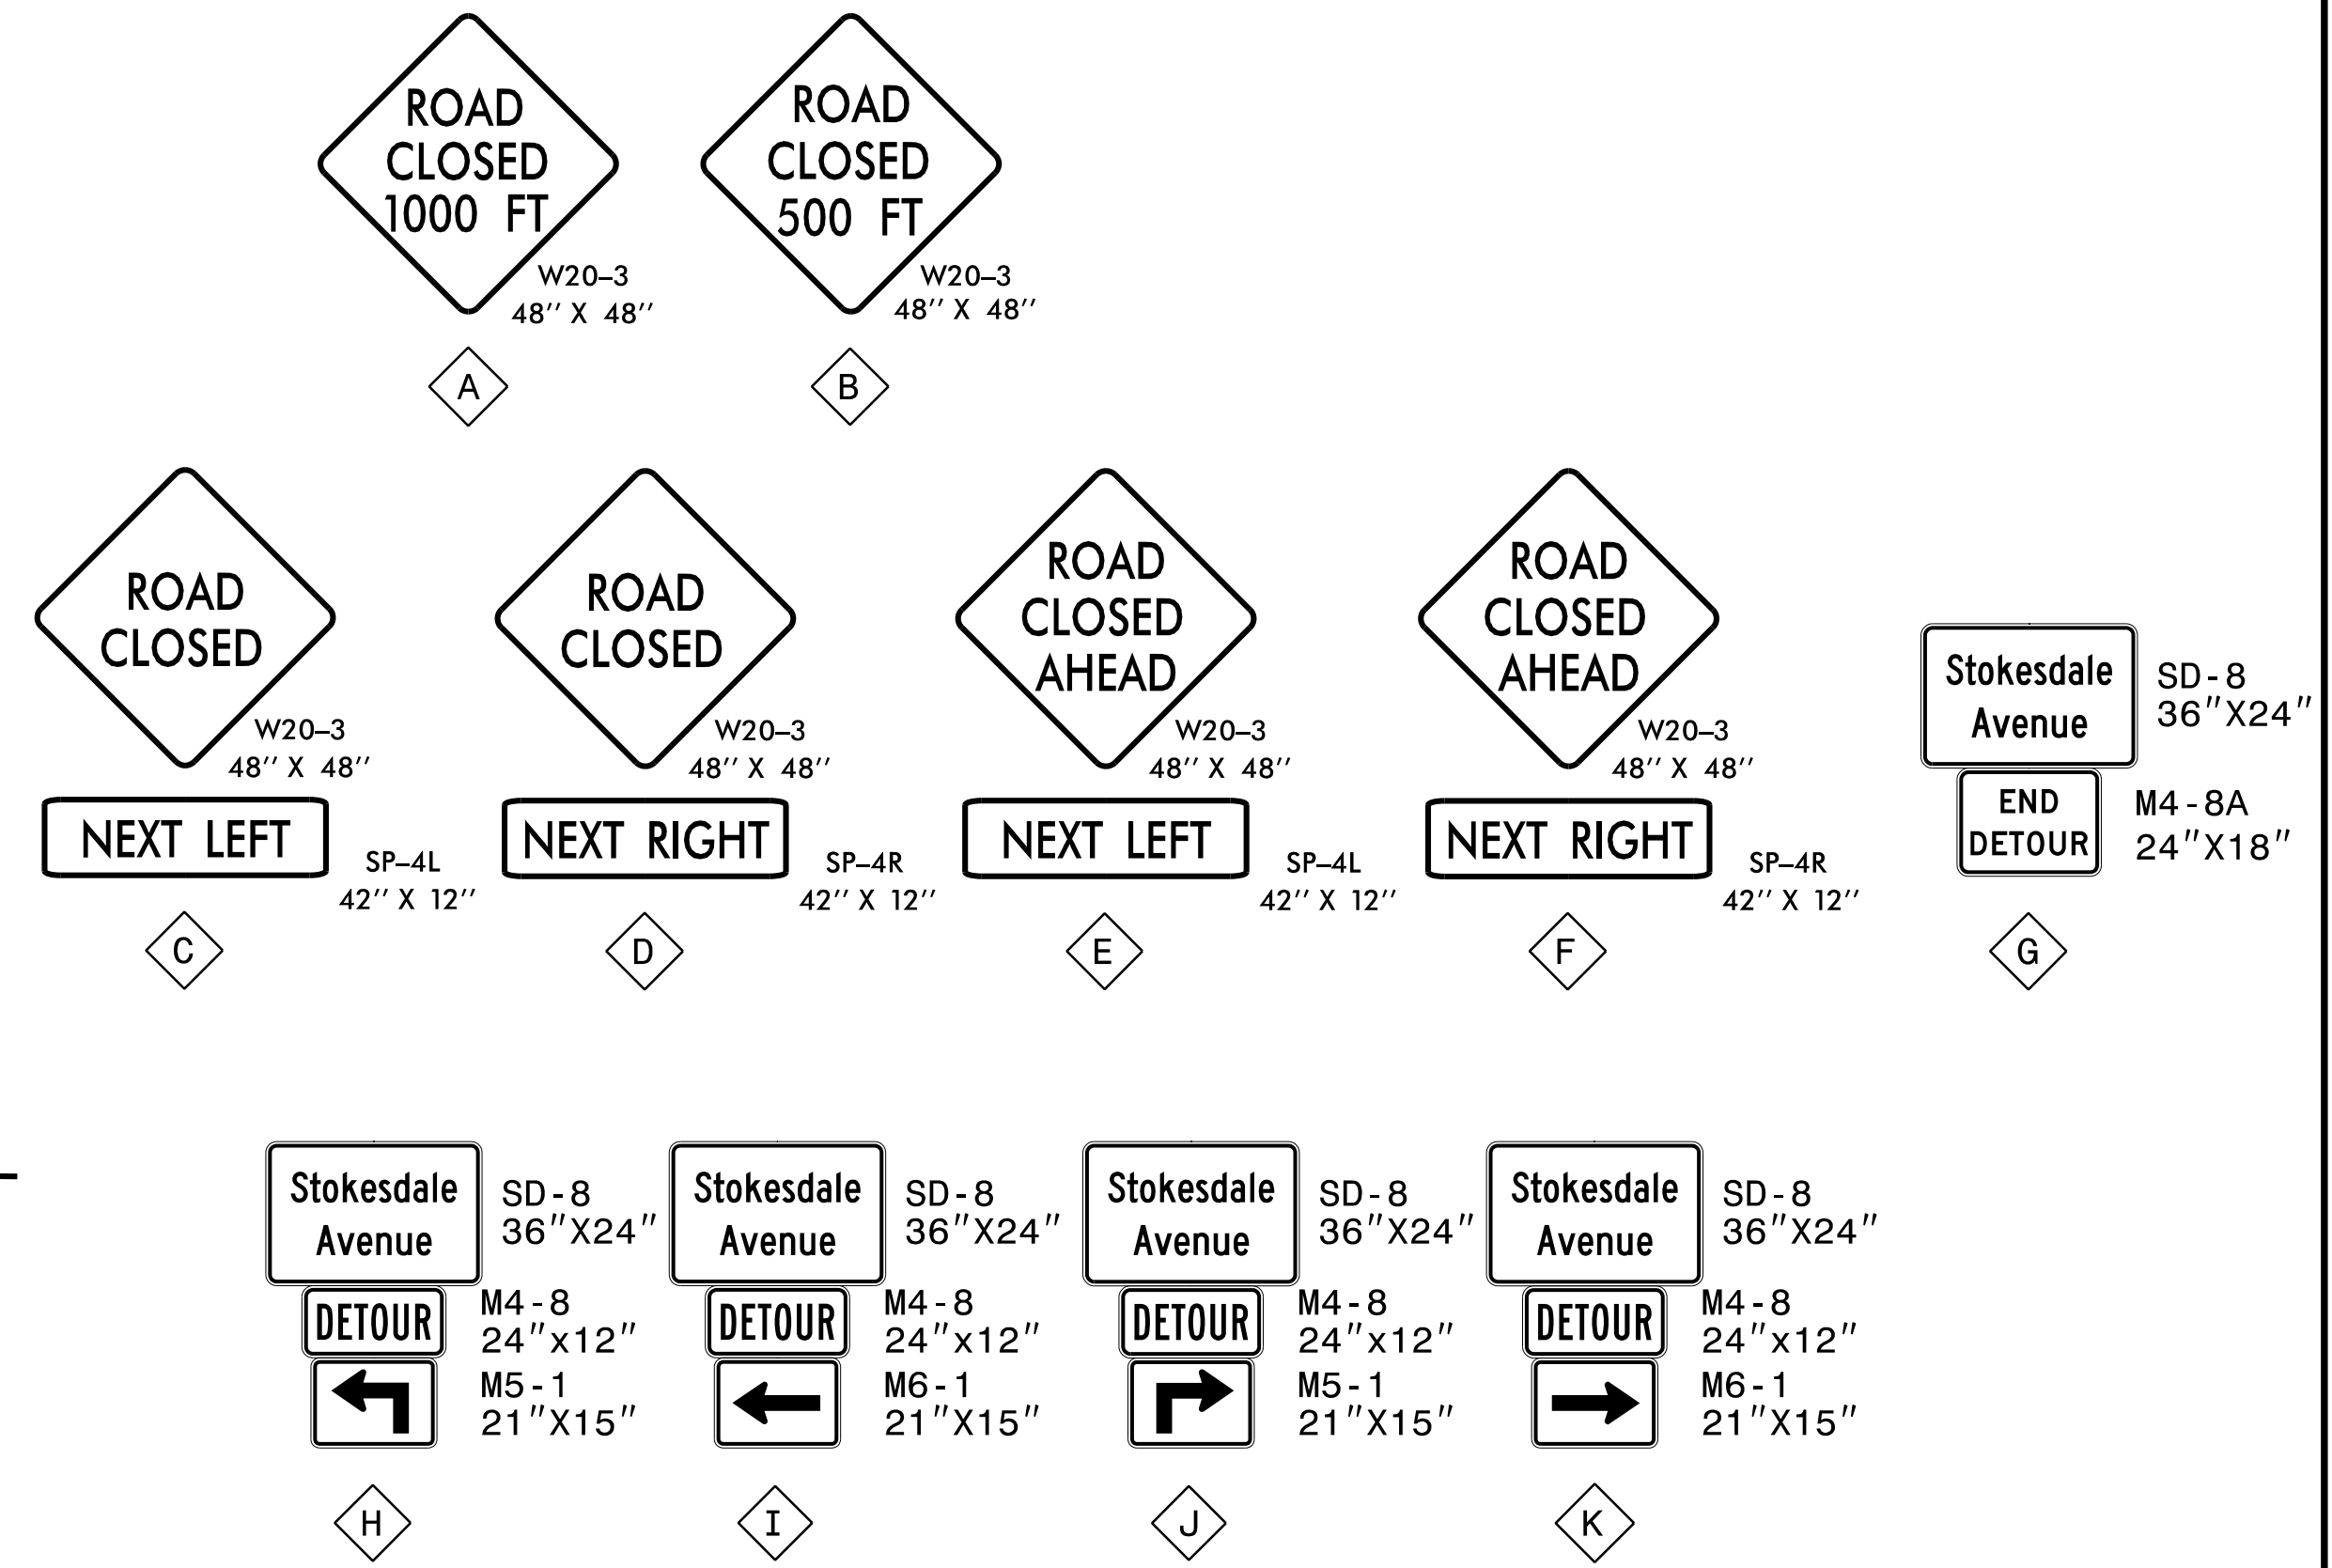 ROAD
CLOSED
1000 FT
W20–3
48’’ X 48’’
A
ROAD
CLOSED
500 FT
W20–3
48’’ X 48’’
B
ROAD
CLOSED
W20–3
48’’ X 48’’
NEXT LEFT
SP–4L
42’’ X 12’’
C
ROAD
CLOSED
W20–3
48’’ X 48’’
NEXT RIGHT
SP–4R
42’’ X 12’’
D
ROAD
CLOSED
AHEAD
W20–3
48’’ X 48’’
NEXT LEFT
SP–4L
42’’ X 12’’
E
ROAD
CLOSED
AHEAD
W20–3
48’’ X 48’’
NEXT RIGHT
SP–4R
42’’ X 12’’
F
Stokesdale
Avenue
SD-8
36"X24"
END
DETOUR
M4-8A
24"X18"
G
Stokesdale
Avenue
SD-8
36"X24"
DETOUR
M4-8
24"x12"
M5-1
21"X15"
H
Stokesdale
Avenue
SD-8
36"X24"
DETOUR
M4-8
24"x12"
M6-1
21"X15"
I
Stokesdale
Avenue
SD-8
36"X24"
DETOUR
M4-8
24"x12"
M5-1
21"X15"
J
Stokesdale
Avenue
SD-8
36"X24"
DETOUR
M4-8
24"x12"
M6-1
21"X15"
K